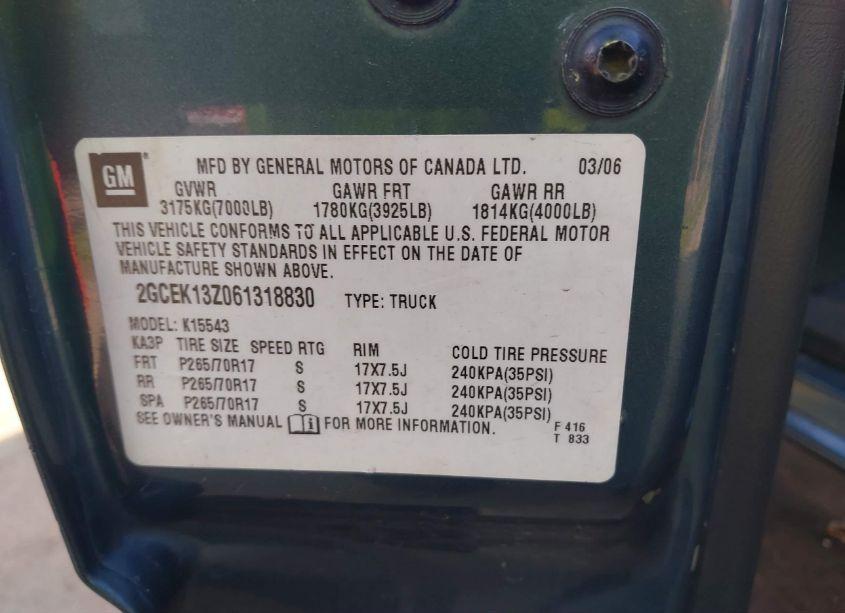 GM ® MFD BY GENERAL MOTORS OF CANADA LTD. 03/06
GVWR GAWR FRT GAWR RR
3175KG(7000LB) 1780KG(3925LB) 1814KG(4000LB)
THIS VEHICLE CONFORMS TO ALL APPLICABLE U.S. FEDERAL MOTOR
VEHICLE SAFETY STANDARDS IN EFFECT ON THE DATE OF
MANUFACTURE SHOWN ABOVE.
2GCEK13Z061318830 TYPE: TRUCK
MODEL: K15543
KA3P TIRE SIZE SPEED RTG RIM COLD TIRE PRESSURE
FRT P265/70R17 S 17X7.5J 240KPA(35PSI)
RR P265/70R17 S 17X7.5J 240KPA(35PSI)
SPA P265/70R17 S 17X7.5J 240KPA(35PSI)
SEE OWNER'S MANUAL i FOR MORE INFORMATION.
F 416
T 833